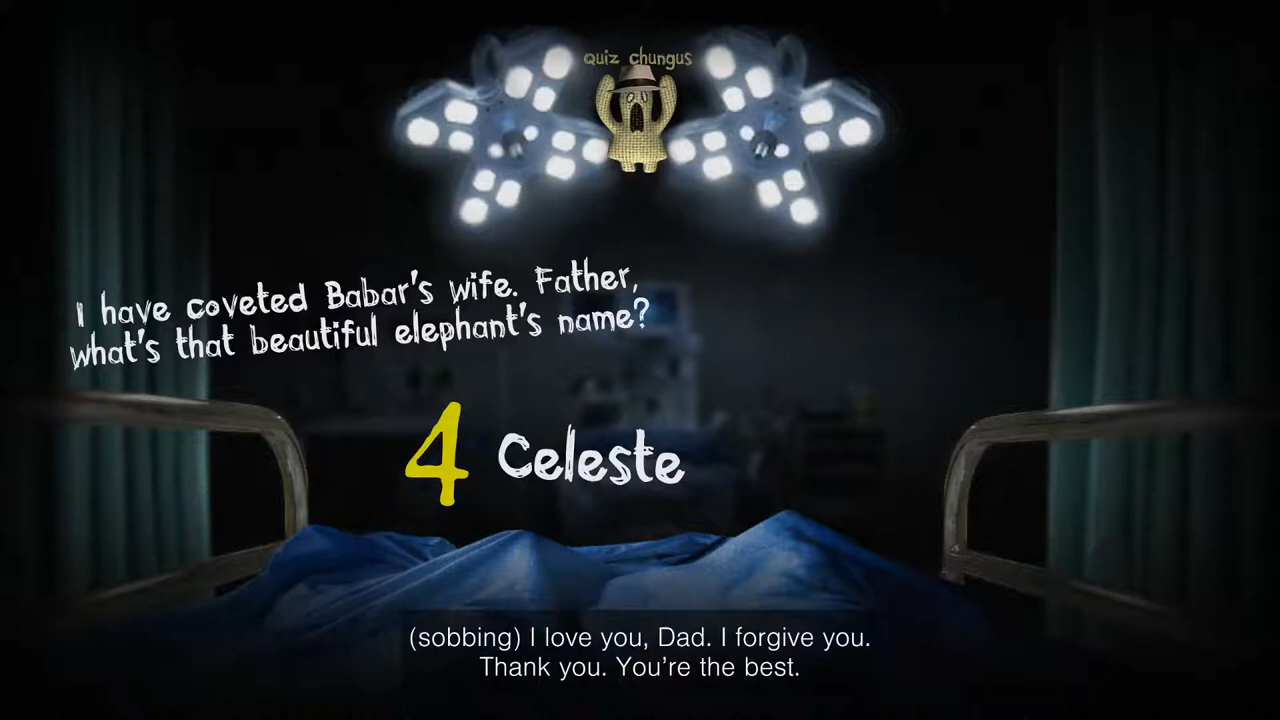 Quiz chungus
I have coveted Babar's wife. Father,
what's that beautiful elephant's name?
4 Celeste
(sobbing) I love you, Dad. I forgive you.
Thank you. You're the best.